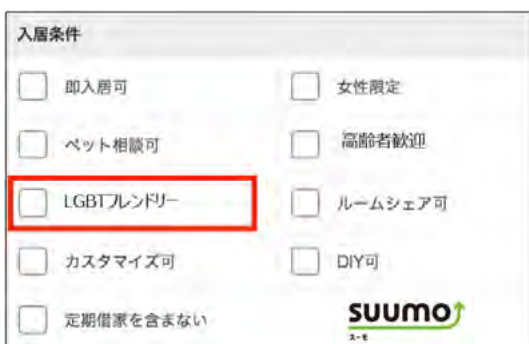 入居条件
即入居可
女性限定
ペット相談可
高齢者歓迎
LGBTフレンドリー
ルームシェア可
カスタマイズ可
DIY可
定期借家を含まない
SUUMO
スーモ